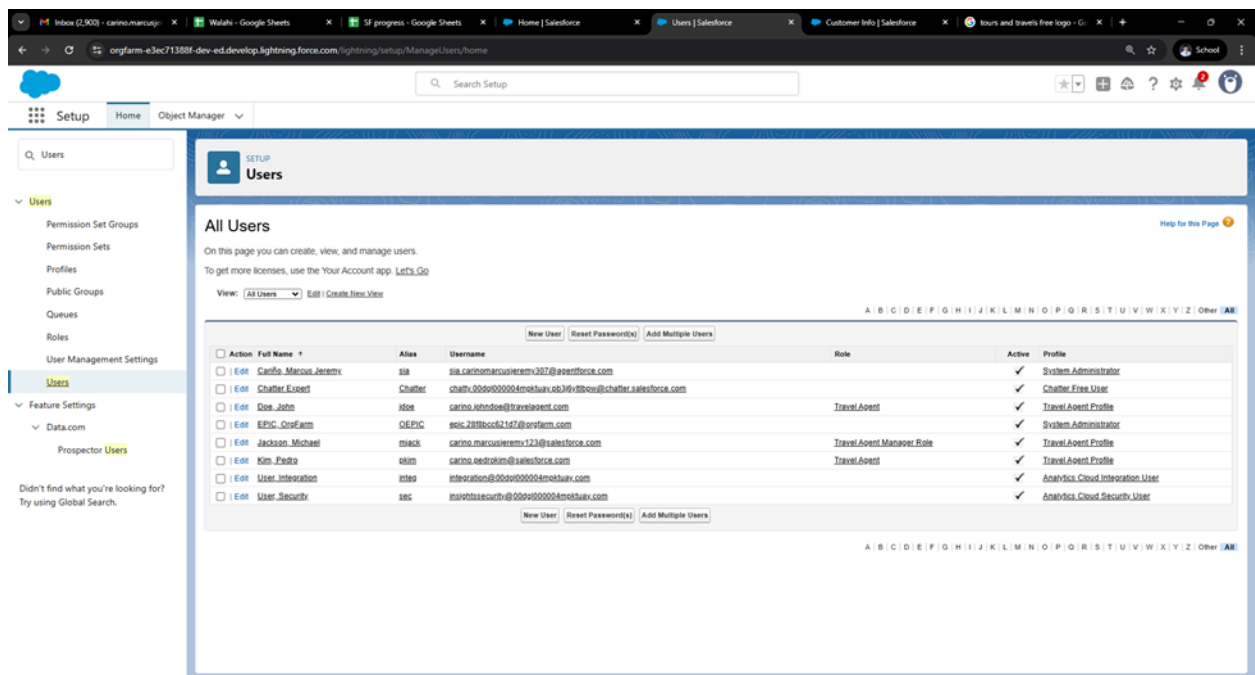 Inbox (2,900) - carino.marcusje
Walahi - Google Sheets
SF progress - Google Sheets
Home | Salesforce
Users | Salesforce
Customer Info | Salesforce
tours and travels free logo - Go
orgfarm-e3ec71388f-dev-ed.develop.lightning.force.com/lightning/setup/ManageUsers/home
School
Search Setup
2
Setup Home Object Manager
Users
SETUP
Users
Users
Permission Set Groups
Permission Sets
Profiles
Public Groups
Queues
Roles
User Management Settings
Users
Feature Settings
Data.com
Prospector Users
Didn't find what you're looking for?
Try using Global Search.
All Users
Help for this Page
On this page you can create, view, and manage users.
To get more licenses, use the Your Account app. Let's Go
View: All Users Edit | Create New View
A | B | C | D | E | F | G | H | I | J | K | L | M | N | O | P | Q | R | S | T | U | V | W | X | Y | Z | Other All
New User Reset Password(s) Add Multiple Users
Action Full Name ↑ Alias Username Role Active Profile
Edit Cariño, Marcus Jeremy sia sia.carinomarcusjeremy307@agentforce.com System Administrator
Edit Chatter Expert Chatter Chatter Free User
Edit Doe, John jdoe carino.johndoe@travelagent.com Travel Agent Travel Agent Profile
Edit EPIC, OrgFarm OEPIC epic.28f8bcc621d7@orgfarm.com System Administrator
Edit Jackson, Michael mjack carino.marcusjeremy123@salesforce.com Travel Agent Manager Role Travel Agent Profile
Edit Kim, Pedro pkim carino.pedrokim@salesforce.com Travel Agent Travel Agent Profile
Edit User, Integration integ Analytics Cloud Integration User
Edit User, Security sec Analytics Cloud Security User
New User Reset Password(s) Add Multiple Users
A | B | C | D | E | F | G | H | I | J | K | L | M | N | O | P | Q | R | S | T | U | V | W | X | Y | Z | Other All